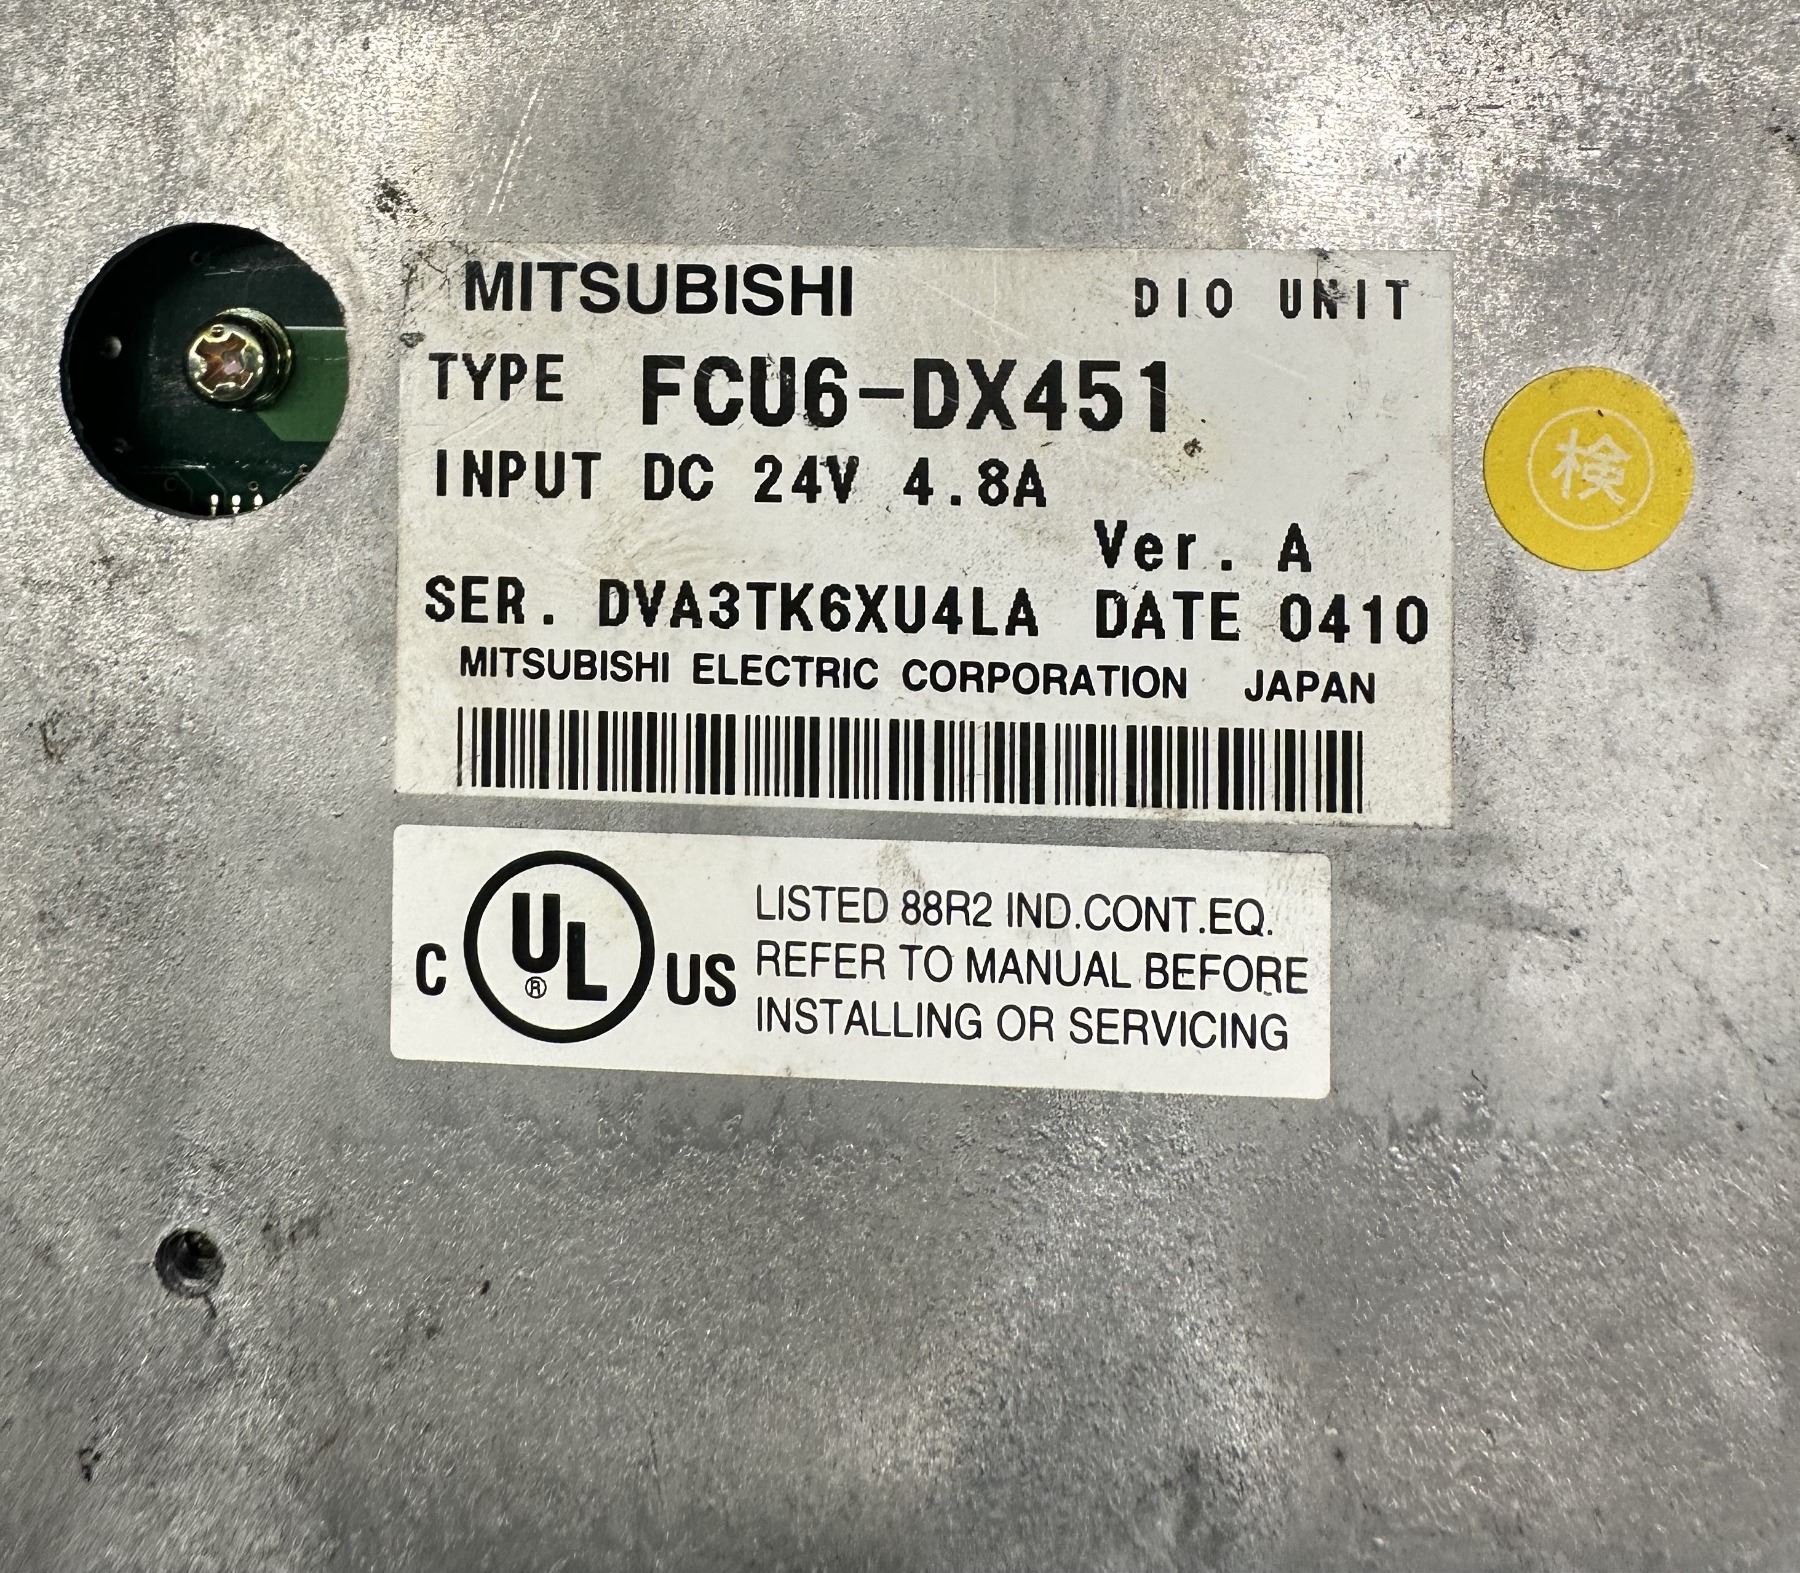 MITSUBISHI DIO UNIT
TYPE FCU6-DX451
INPUT DC 24V 4.8A
Ver. A
SER. DVA3TK6XU4LA DATE 0410
MITSUBISHI ELECTRIC CORPORATION JAPAN
検
C UL® US
LISTED 88R2 IND.CONT.EQ.
REFER TO MANUAL BEFORE
INSTALLING OR SERVICING